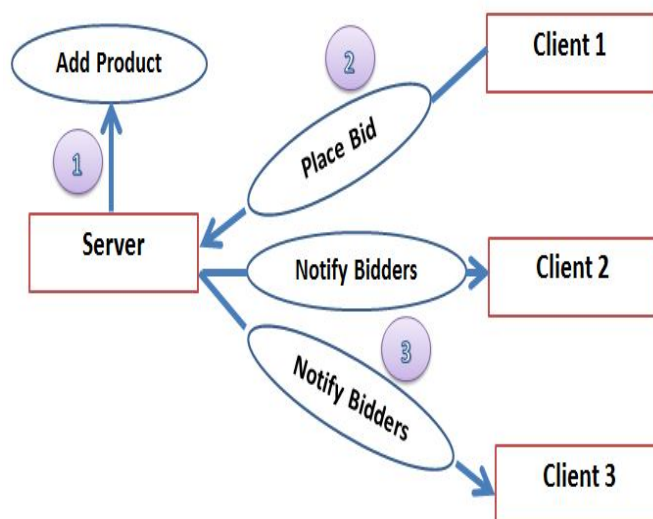 Client 1
2
Add Product
Place Bid
1
Server
Notify Bidders
Client 2
3
Notify Bidders
Client 3